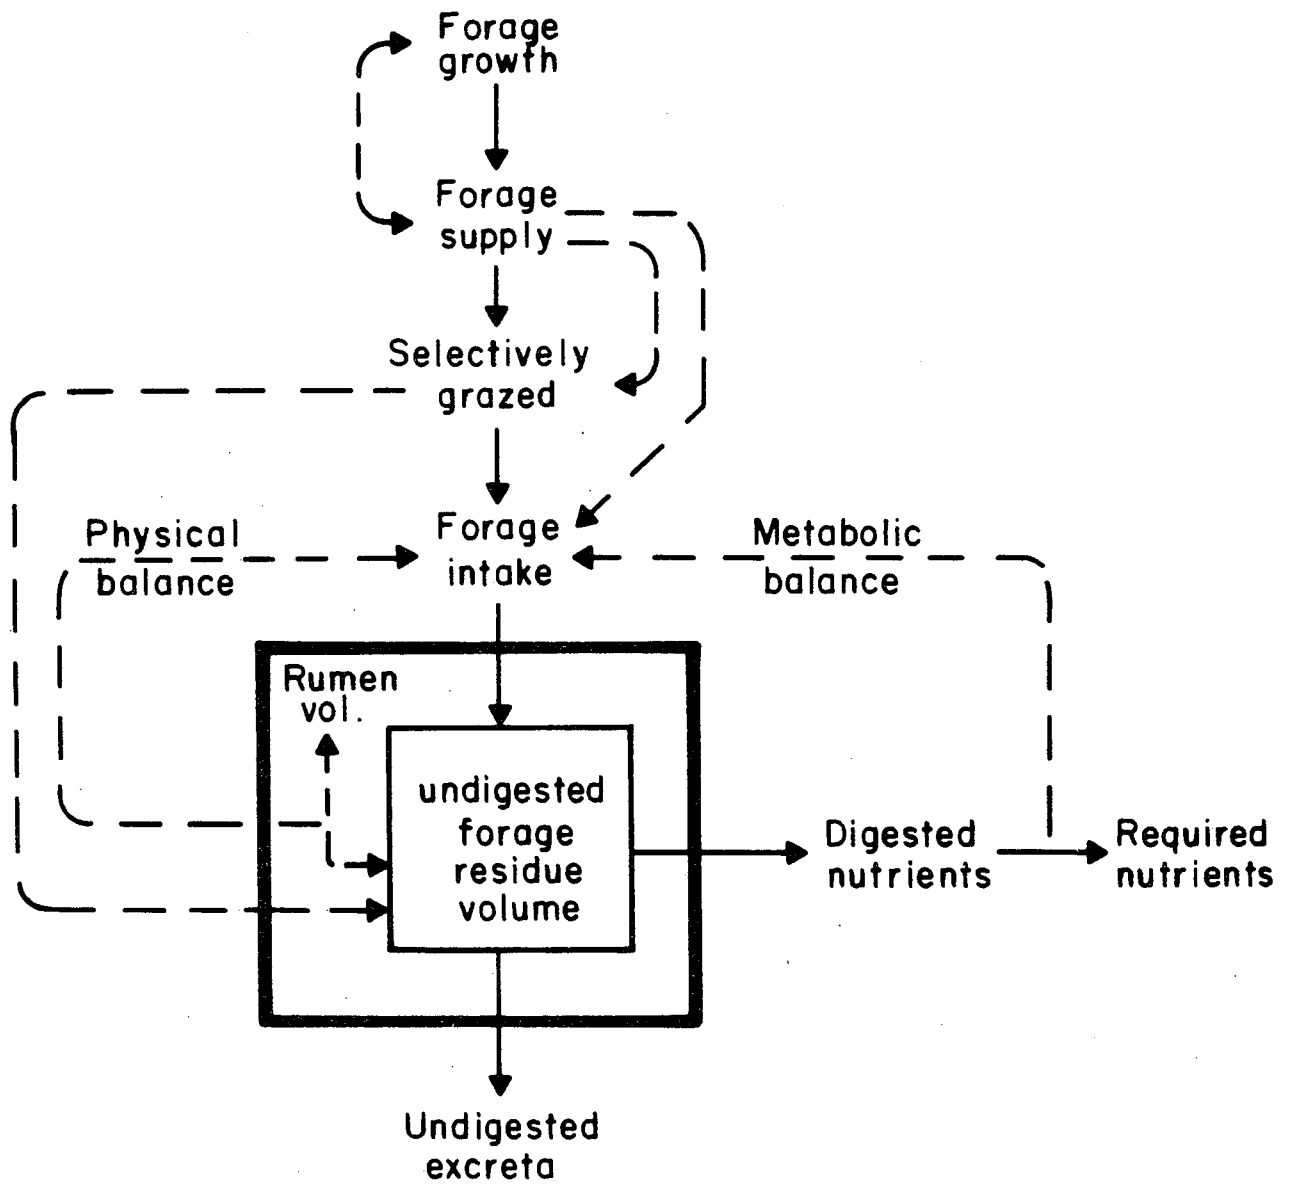 Forage
growth
Forage
supply
Selectively
grazed
Physical
balance
Forage
intake
Metabolic
balance
Rumen
vol.
undigested
forage
residue
volume
Digested
nutrients
Required
nutrients
Undigested
excreta